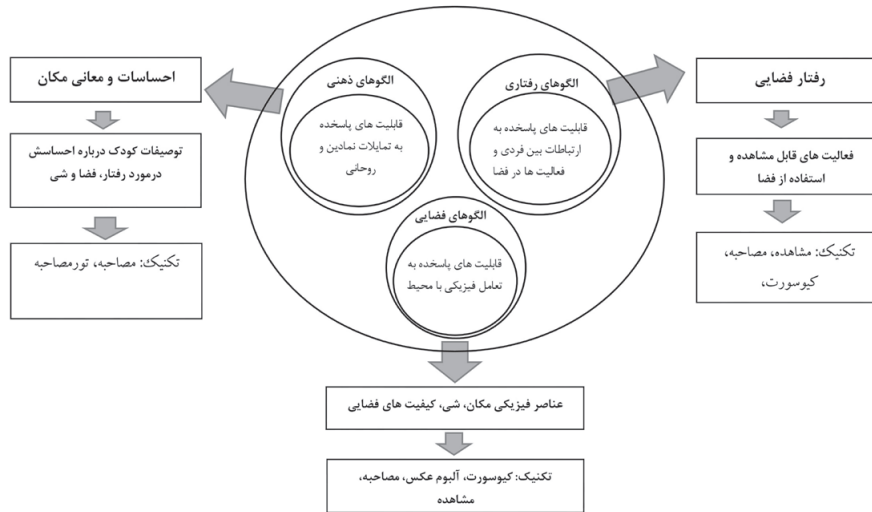 رفتار فضایی
فعالیت های قابل مشاهده و
استفاده از فضا
تکنیک: مشاهده، مصاحبه،
کیوسورت،
الگوهای رفتاری
قابلیت های پاسخده به
ارتباطات بین فردی و
فعالیت ها در فضا
الگوهای ذهنی
قابلیت های پاسخده
به تمایلات نمادین و
روحانی
الگوهای فضایی
قابلیت های پاسخده به
تعامل فیزیکی با محیط
احساسات و معانی مکان
توصیفات کودک درباره احساسش
درمورد رفتار، فضا و شی
تکنیک: مصاحبه، تورمصاحبه
عناصر فیزیکی مکان، شی، کیفیت های فضایی
تکنیک: کیوسورت، آلبوم عکس، مصاحبه،
مشاهده